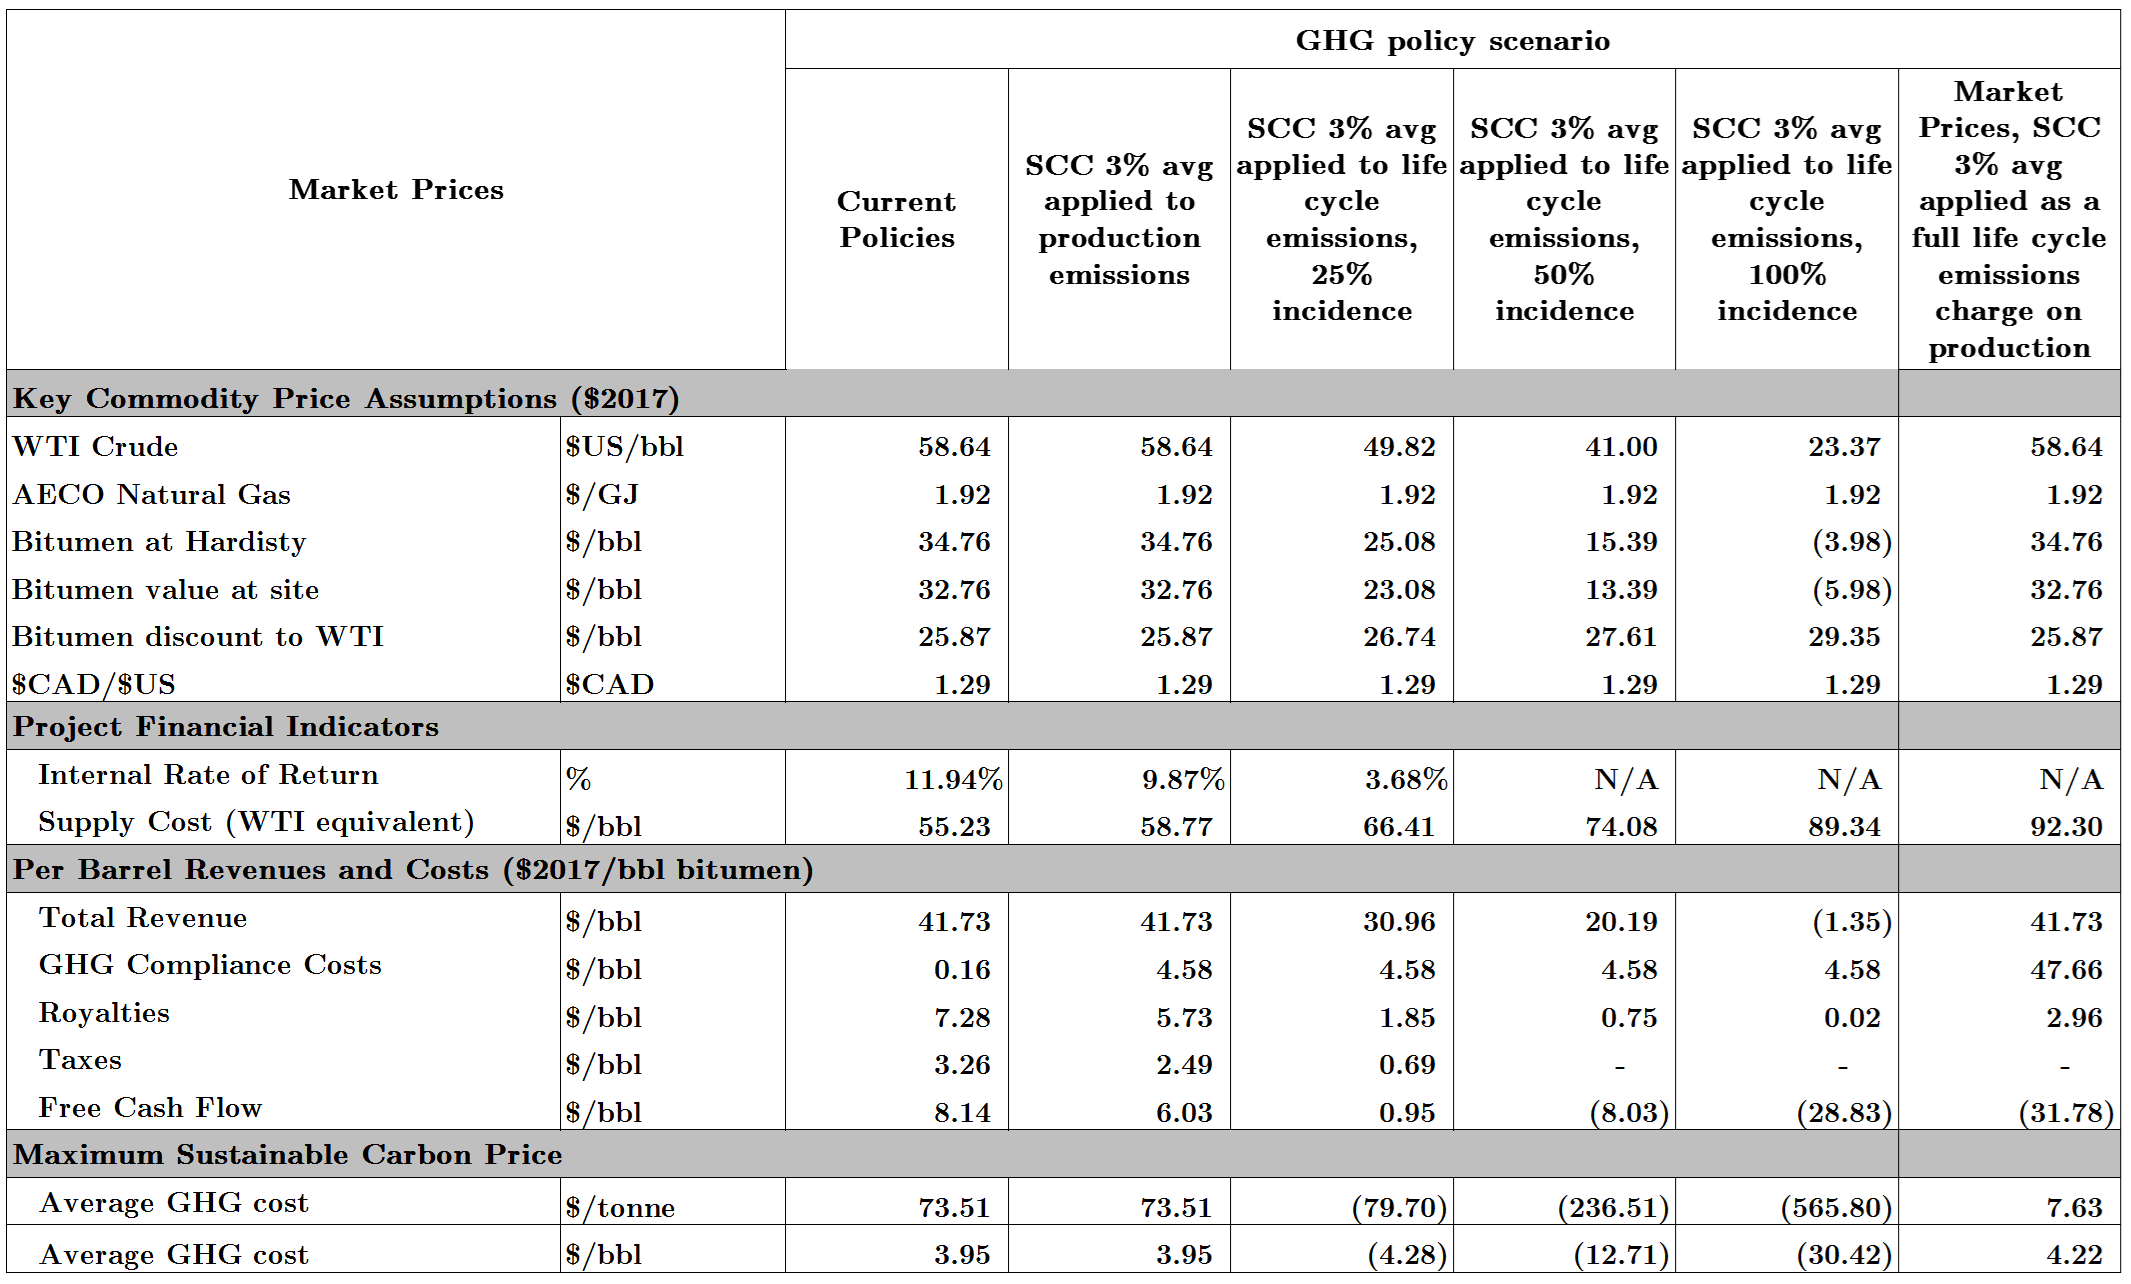 GHG policy scenario
Market Prices
Current
Policies
SCC 3% avg
applied to
production
emissions
SCC 3% avg
applied to life
cycle
emissions,
25%
incidence
SCC 3% avg
applied to life
cycle
emissions,
50%
incidence
SCC 3% avg
applied to life
cycle
emissions,
100%
incidence
Market
Prices, SCC
3% avg
applied as a
full life cycle
emissions
charge on
production
Key Commodity Price Assumptions ($2017)
WTI Crude $US/bbl 58.64 58.64 49.82 41.00 23.37 58.64
AECO Natural Gas $/GJ 1.92 1.92 1.92 1.92 1.92 1.92
Bitumen at Hardisty $/bbl 34.76 34.76 25.08 15.39 (3.98) 34.76
Bitumen value at site $/bbl 32.76 32.76 23.08 13.39 (5.98) 32.76
Bitumen discount to WTI $/bbl 25.87 25.87 26.74 27.61 29.35 25.87
$CAD/$US $CAD 1.29 1.29 1.29 1.29 1.29 1.29
Project Financial Indicators
Internal Rate of Return % 11.94% 9.87% 3.68% N/A N/A N/A
Supply Cost (WTI equivalent) $/bbl 55.23 58.77 66.41 74.08 89.34 92.30
Per Barrel Revenues and Costs ($2017/bbl bitumen)
Total Revenue $/bbl 41.73 41.73 30.96 20.19 (1.35) 41.73
GHG Compliance Costs $/bbl 0.16 4.58 4.58 4.58 4.58 47.66
Royalties $/bbl 7.28 5.73 1.85 0.75 0.02 2.96
Taxes $/bbl 3.26 2.49 0.69 - - -
Free Cash Flow $/bbl 8.14 6.03 0.95 (8.03) (28.83) (31.78)
Maximum Sustainable Carbon Price
Average GHG cost $/tonne 73.51 73.51 (79.70) (236.51) (565.80) 7.63
Average GHG cost $/bbl 3.95 3.95 (4.28) (12.71) (30.42) 4.22